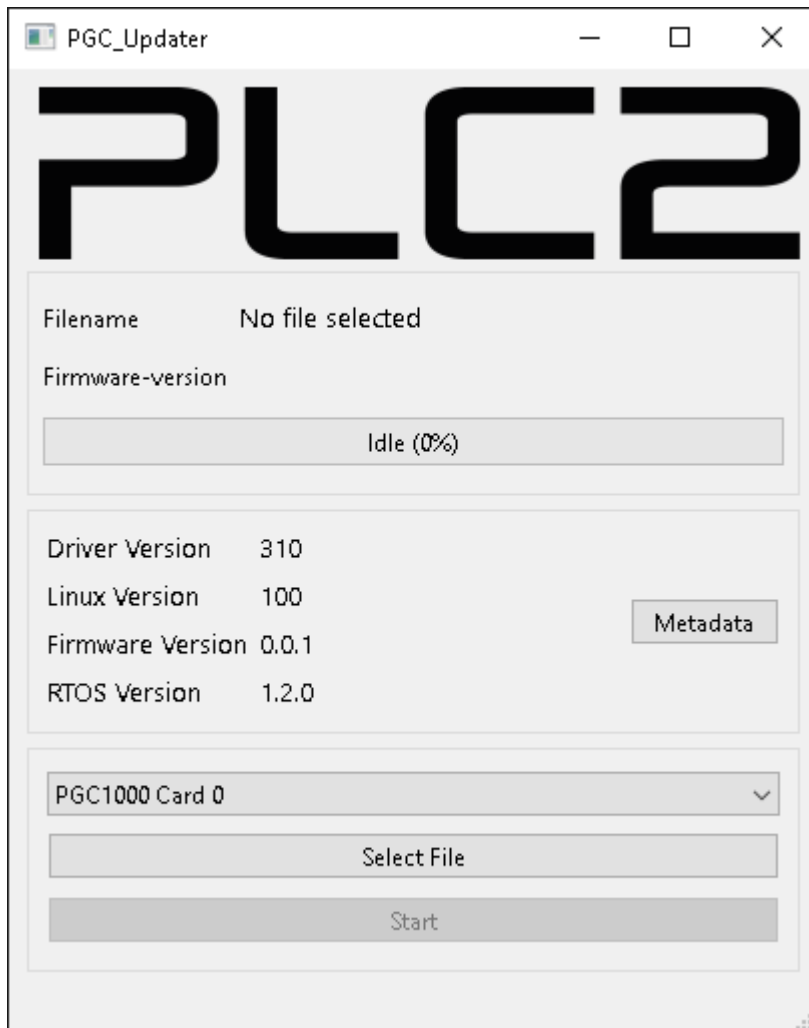 PGC_Updater
PLC2
Filename No file selected
Firmware-version
Idle (0%)
Driver Version 310
Linux Version 100
Metadata
Firmware Version 0.0.1
RTOS Version 1.2.0
PGC1000 Card 0
Select File
Start